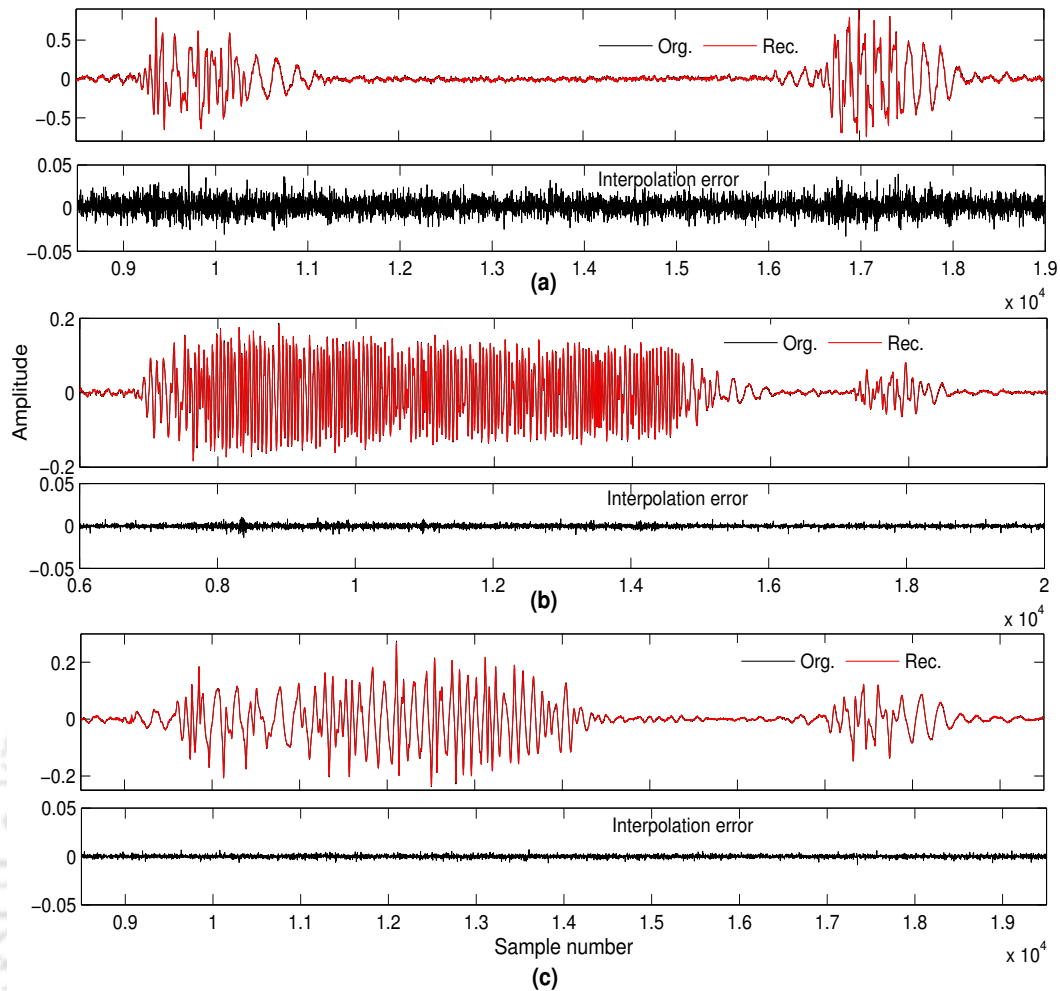 Org. Rec.
0.5
0
−0.5
0.05
Interpolation error
0
−0.05
0.9 1 1.1 1.2 1.3 1.4 1.5 1.6 1.7 1.8 1.9
(a)
x 10^4
0.2
Org. Rec.
0
−0.2
Amplitude
0.05
Interpolation error
0
−0.05
0.6 0.8 1 1.2 1.4 1.6 1.8 2
(b)
x 10^4
Org. Rec.
0.2
0
−0.2
0.05
Interpolation error
0
−0.05
0.9 1 1.1 1.2 1.3 1.4 1.5 1.6 1.7 1.8 1.9
Sample number
x 10^4
(c)